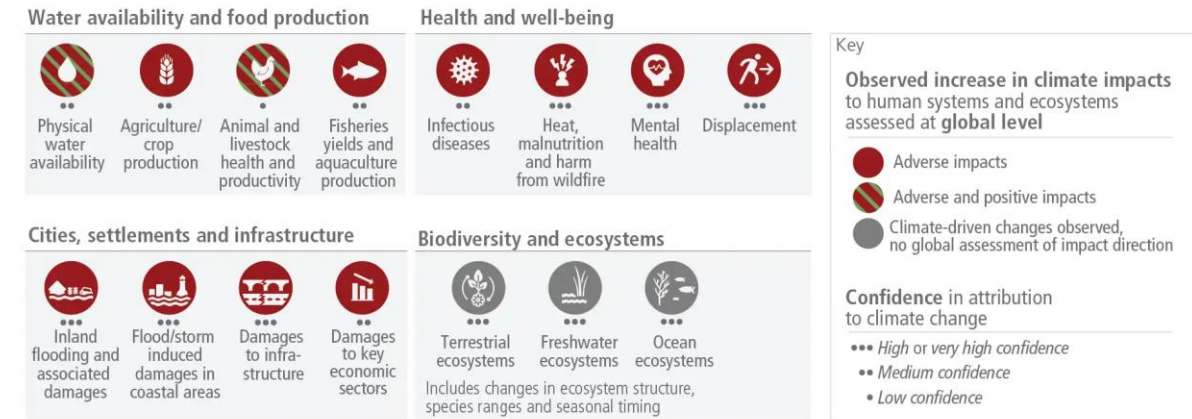 Water availability and food production
Physical
water
availability
Agriculture/
crop
production
Animal and
livestock
health and
productivity
Fisheries
yields and
aquaculture
production
Health and well-being
Infectious
diseases
Heat,
malnutrition
and harm
from wildfire
Mental
health
Displacement
Cities, settlements and infrastructure
Inland
flooding and
associated
damages
Flood/storm
induced
damages in
coastal areas
Damages
to infra-
structure
Damages
to key
economic
sectors
Biodiversity and ecosystems
Terrestrial
ecosystems
Freshwater
ecosystems
Ocean
ecosystems
Includes changes in ecosystem structure,
species ranges and seasonal timing
Key
Observed increase in climate impacts
to human systems and ecosystems
assessed at global level
Adverse impacts
Adverse and positive impacts
Climate-driven changes observed,
no global assessment of impact direction
Confidence in attribution
to climate change
••• High or very high confidence
•• Medium confidence
• Low confidence